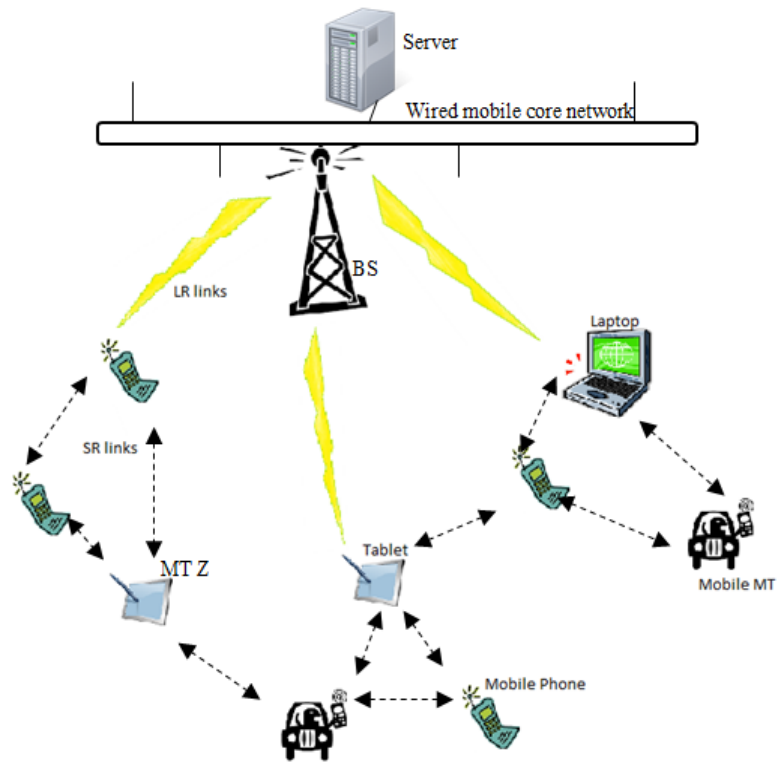 Server
Wired mobile core network
BS
LR links
Laptop
SR links
Tablet
MT Z
Mobile MT
Mobile Phone